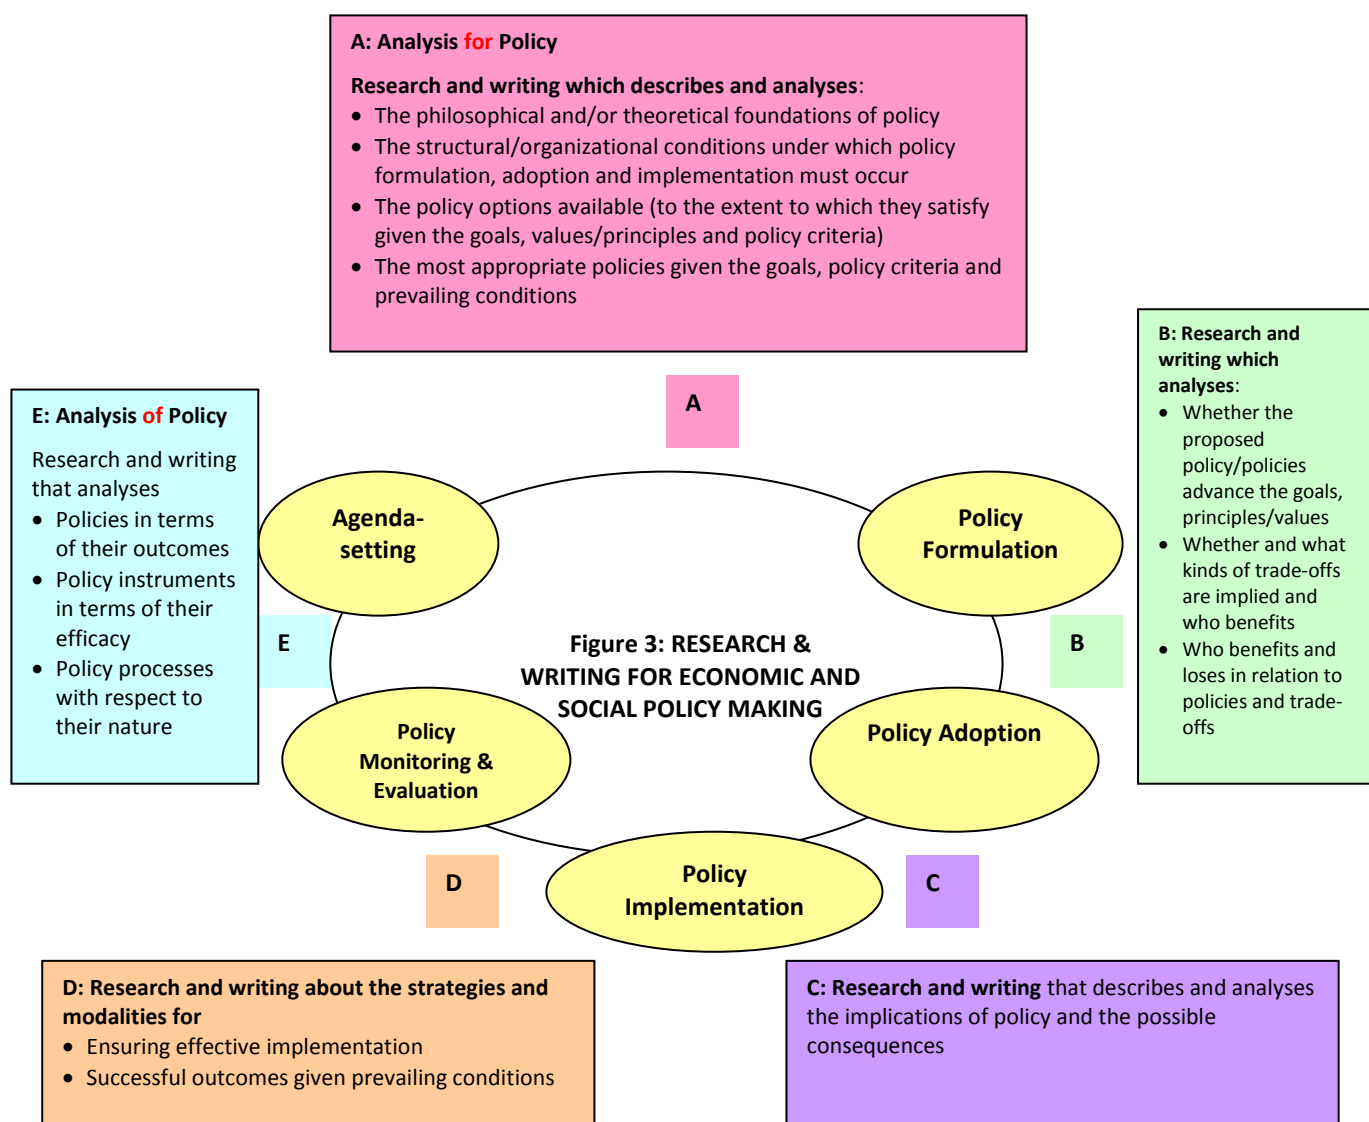 A: Analysis for Policy
Research and writing which describes and analyses:
• The philosophical and/or theoretical foundations of policy
• The structural/organizational conditions under which policy
formulation, adoption and implementation must occur
• The policy options available (to the extent to which they satisfy
given the goals, values/principles and policy criteria)
• The most appropriate policies given the goals, policy criteria and
prevailing conditions
B: Research and
writing which
analyses:
• Whether the
proposed
policy/policies
advance the goals,
principles/values
• Whether and what
kinds of trade-offs
are implied and
who benefits
• Who benefits and
loses in relation to
policies and trade-
offs
A
E: Analysis of Policy
Research and writing
that analyses
• Policies in terms
of their outcomes
• Policy instruments
in terms of their
efficacy
• Policy processes
with respect to
their nature
Agenda-
setting
Policy
Formulation
E
Figure 3: RESEARCH &
WRITING FOR ECONOMIC AND
SOCIAL POLICY MAKING
B
Policy
Monitoring &
Evaluation
Policy Adoption
D
Policy
Implementation
C
D: Research and writing about the strategies and
modalities for
• Ensuring effective implementation
• Successful outcomes given prevailing conditions
C: Research and writing that describes and analyses
the implications of policy and the possible
consequences